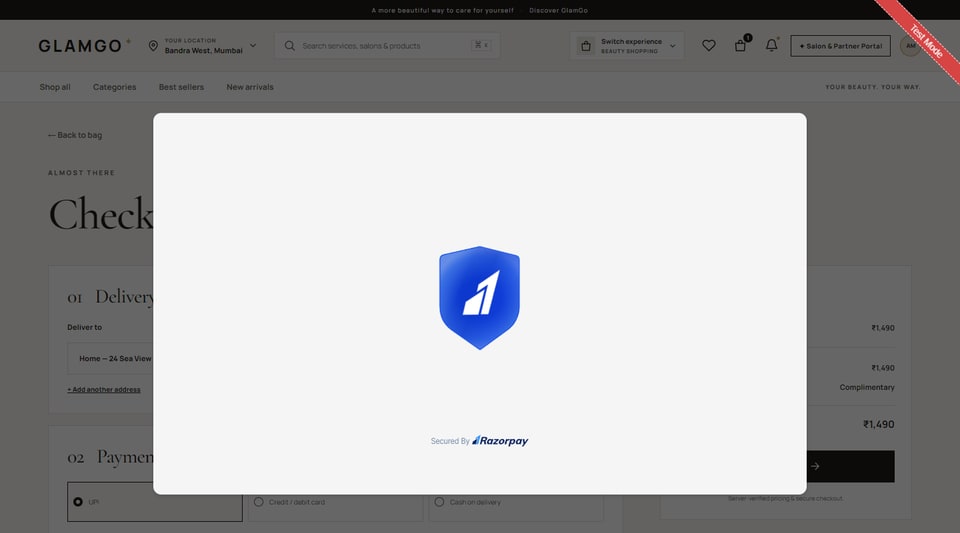 A more beautiful way to care for yourself · Discover GlamGo
Test Mode
GLAMGO
YOUR LOCATION
Bandra West, Mumbai
Search services, salons & products
⌘ K
Switch experience
BEAUTY SHOPPING
1
✦ Salon & Partner Portal
AM
Shop all
Categories
Best sellers
New arrivals
YOUR BEAUTY. YOUR WAY.
← Back to bag
ALMOST THERE
Check
01 Delivery
Deliver to
Home — 24 Sea View
+ Add another address
02 Paymen
UPI
Credit / debit card
Cash on delivery
Secured By Razorpay
₹1,490
₹1,490
Complimentary
₹1,490
→
Server-verified pricing & secure checkout.